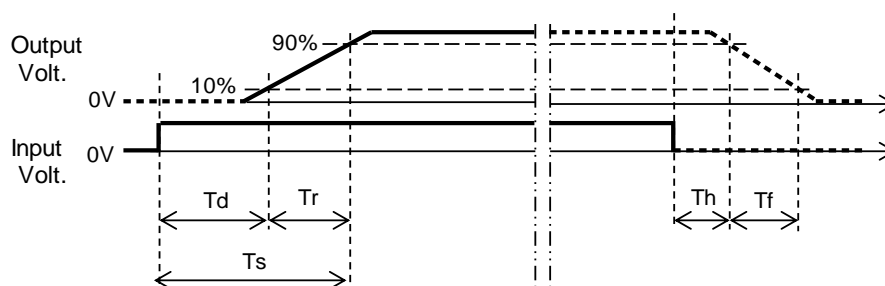 Output
Volt.
90%
10%
0V
Input
Volt.
0V
Td
Tr
Th
Tf
Ts